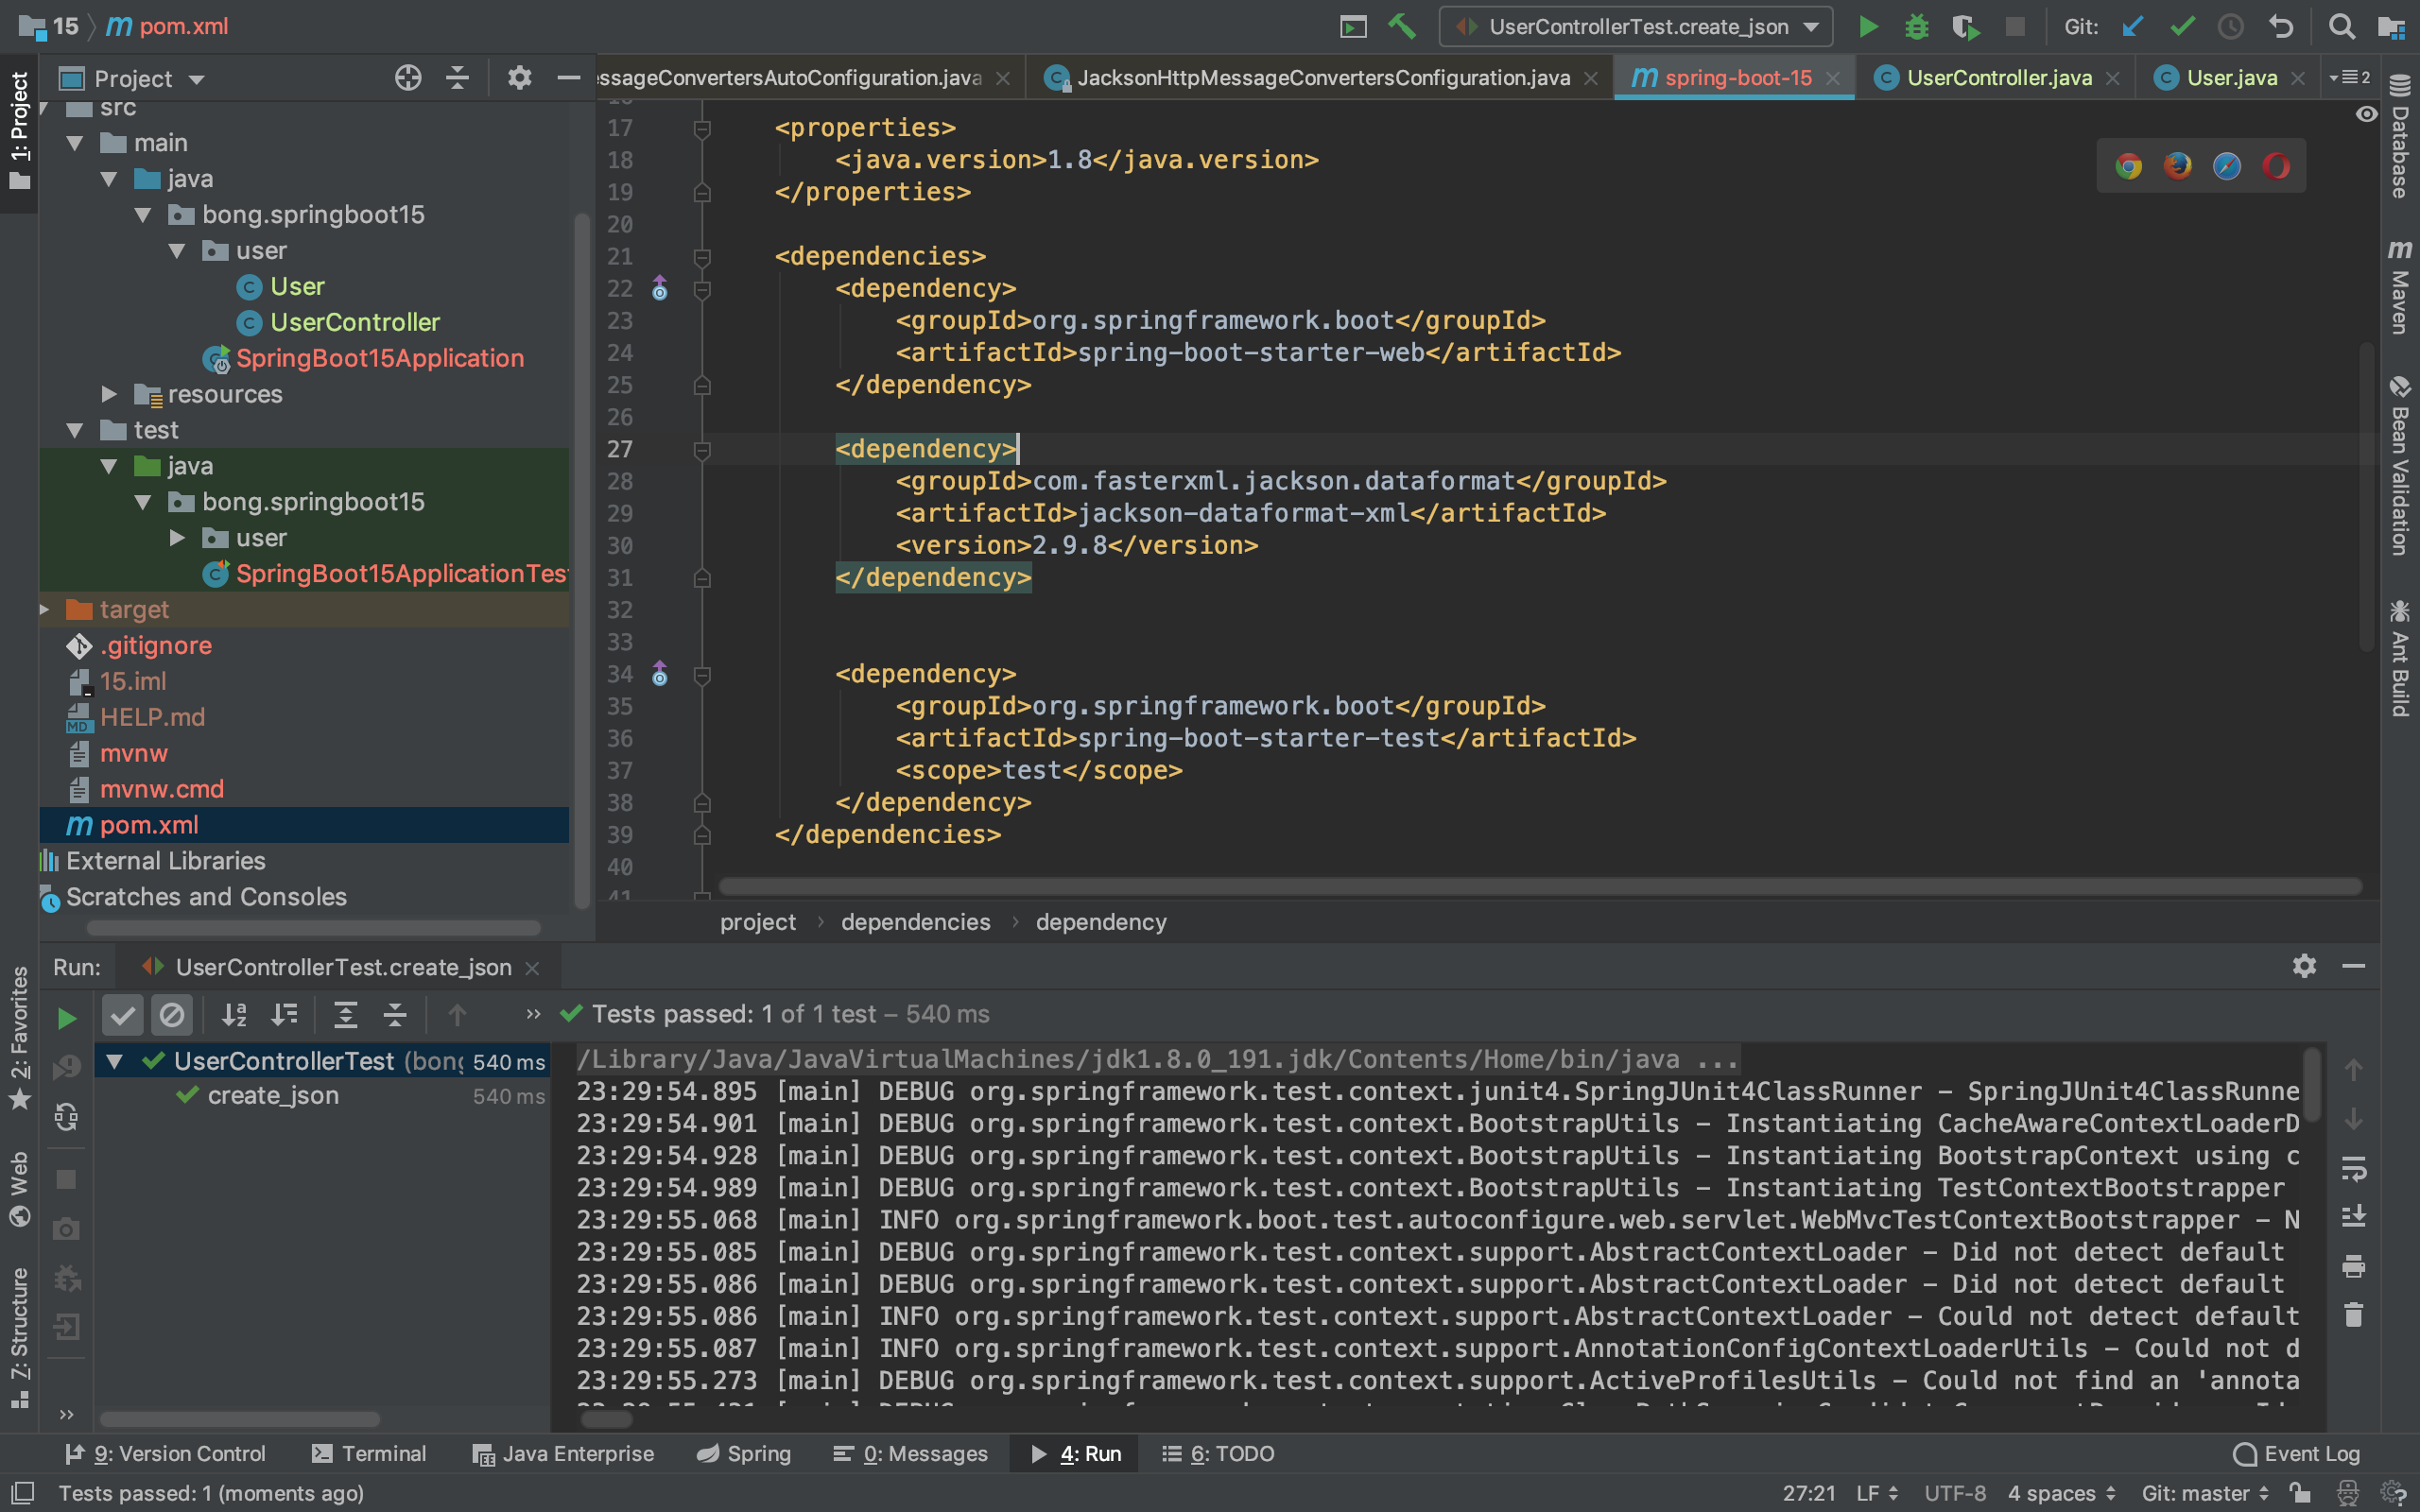 15 pom.xml
UserControllerTest.create_json
Git:
1: Project
Project
src
main
java
bong.springboot15
user
User
UserController
SpringBoot15Application
resources
test
java
bong.springboot15
user
SpringBoot15ApplicationTes
target
.gitignore
15.iml
HELP.md
mvnw
mvnw.cmd
pom.xml
External Libraries
Scratches and Consoles
essageConvertersAutoConfiguration.java
JacksonHttpMessageConvertersConfiguration.java
spring-boot-15
UserController.java
User.java
2
17 <properties>
18 <java.version>1.8</java.version>
19 </properties>
20
21 <dependencies>
22 <dependency>
23 <groupId>org.springframework.boot</groupId>
24 <artifactId>spring-boot-starter-web</artifactId>
25 </dependency>
26
27 <dependency>
28 <groupId>com.fasterxml.jackson.dataformat</groupId>
29 <artifactId>jackson-dataformat-xml</artifactId>
30 <version>2.9.8</version>
31 </dependency>
32
33
34 <dependency>
35 <groupId>org.springframework.boot</groupId>
36 <artifactId>spring-boot-starter-test</artifactId>
37 <scope>test</scope>
38 </dependency>
39 </dependencies>
40
project › dependencies › dependency
Database
Maven
Bean Validation
Ant Build
Run: UserControllerTest.create_json
Tests passed: 1 of 1 test – 540 ms
UserControllerTest (bong 540 ms
create_json 540 ms
/Library/Java/JavaVirtualMachines/jdk1.8.0_191.jdk/Contents/Home/bin/java ...
23:29:54.895 [main] DEBUG org.springframework.test.context.junit4.SpringJUnit4ClassRunner - SpringJUnit4ClassRunne
23:29:54.901 [main] DEBUG org.springframework.test.context.BootstrapUtils - Instantiating CacheAwareContextLoaderD
23:29:54.928 [main] DEBUG org.springframework.test.context.BootstrapUtils - Instantiating BootstrapContext using c
23:29:54.989 [main] DEBUG org.springframework.test.context.BootstrapUtils - Instantiating TestContextBootstrapper
23:29:55.068 [main] INFO org.springframework.boot.test.autoconfigure.web.servlet.WebMvcTestContextBootstrapper - N
23:29:55.085 [main] DEBUG org.springframework.test.context.support.AbstractContextLoader - Did not detect default
23:29:55.086 [main] DEBUG org.springframework.test.context.support.AbstractContextLoader - Did not detect default
23:29:55.086 [main] INFO org.springframework.test.context.support.AbstractContextLoader - Could not detect default
23:29:55.087 [main] INFO org.springframework.test.context.support.AnnotationConfigContextLoaderUtils - Could not d
23:29:55.273 [main] DEBUG org.springframework.test.context.support.ActiveProfilesUtils - Could not find an 'annota
2: Favorites
Web
Z: Structure
9: Version Control
Terminal
Java Enterprise
Spring
0: Messages
4: Run
6: TODO
Event Log
Tests passed: 1 (moments ago)
27:21 LF UTF-8 4 spaces Git: master